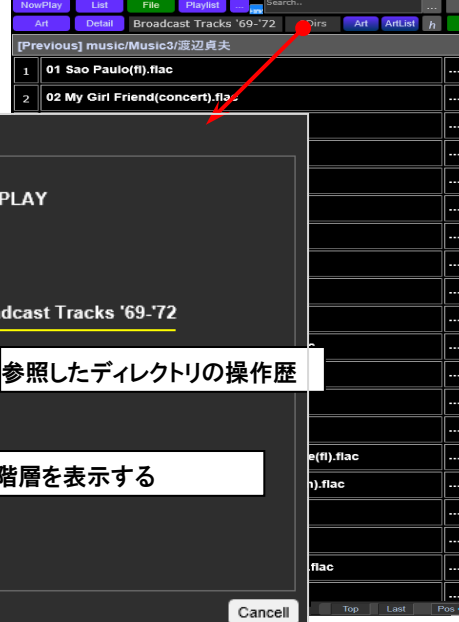 NowPlay List File Playlist ... Search.. ...
Art Detail Broadcast Tracks '69-'72 Dirs Art ArtList h
[Previous] music/Music3/渡辺貞夫
1 01 Sao Paulo(fl).flac ...
2 02 My Girl Friend(concert).flac ...
PLAY
dcast Tracks '69-'72
参照したディレクトリの操作歴
e(fl).flac
階層を表示する
n).flac
.flac
Cancell
Top Last Pos